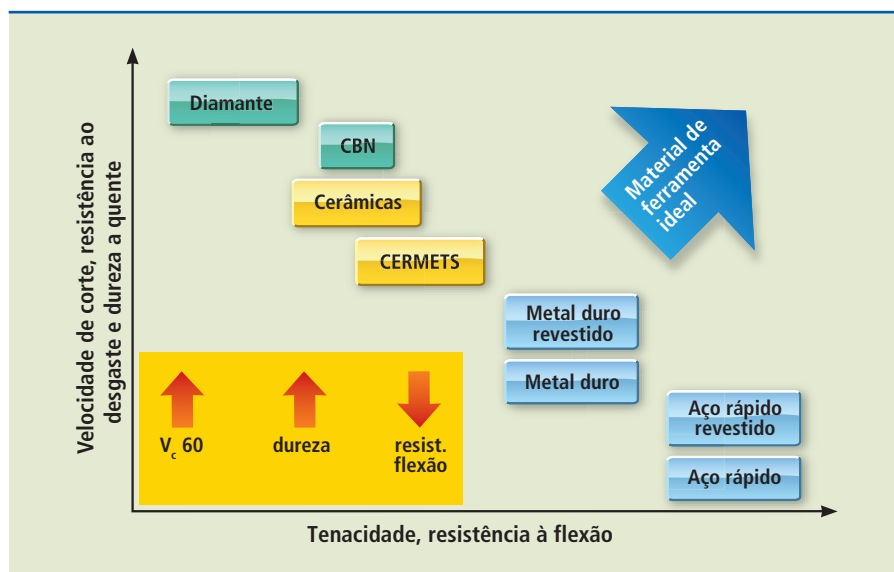 Velocidade de corte, resistência ao
desgaste e dureza a quente
Diamante
CBN
Cerâmicas
CERMETS
Material de
ferramenta
ideal
Metal duro
revestido
Metal duro
Aço rápido
revestido
Aço rápido
Vc 60
dureza
resist.
flexão
Tenacidade, resistência à flexão